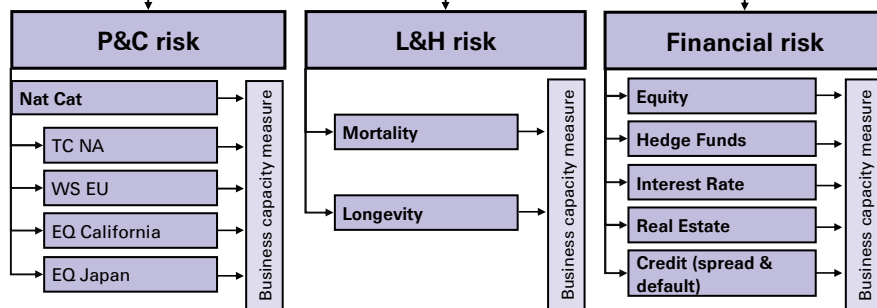 P&C risk
Nat Cat
TC NA
WS EU
EQ California
EQ Japan
Business capacity measure
L&H risk
Mortality
Longevity
Business capacity measure
Financial risk
Equity
Hedge Funds
Interest Rate
Real Estate
Credit (spread &
default)
Business capacity measure